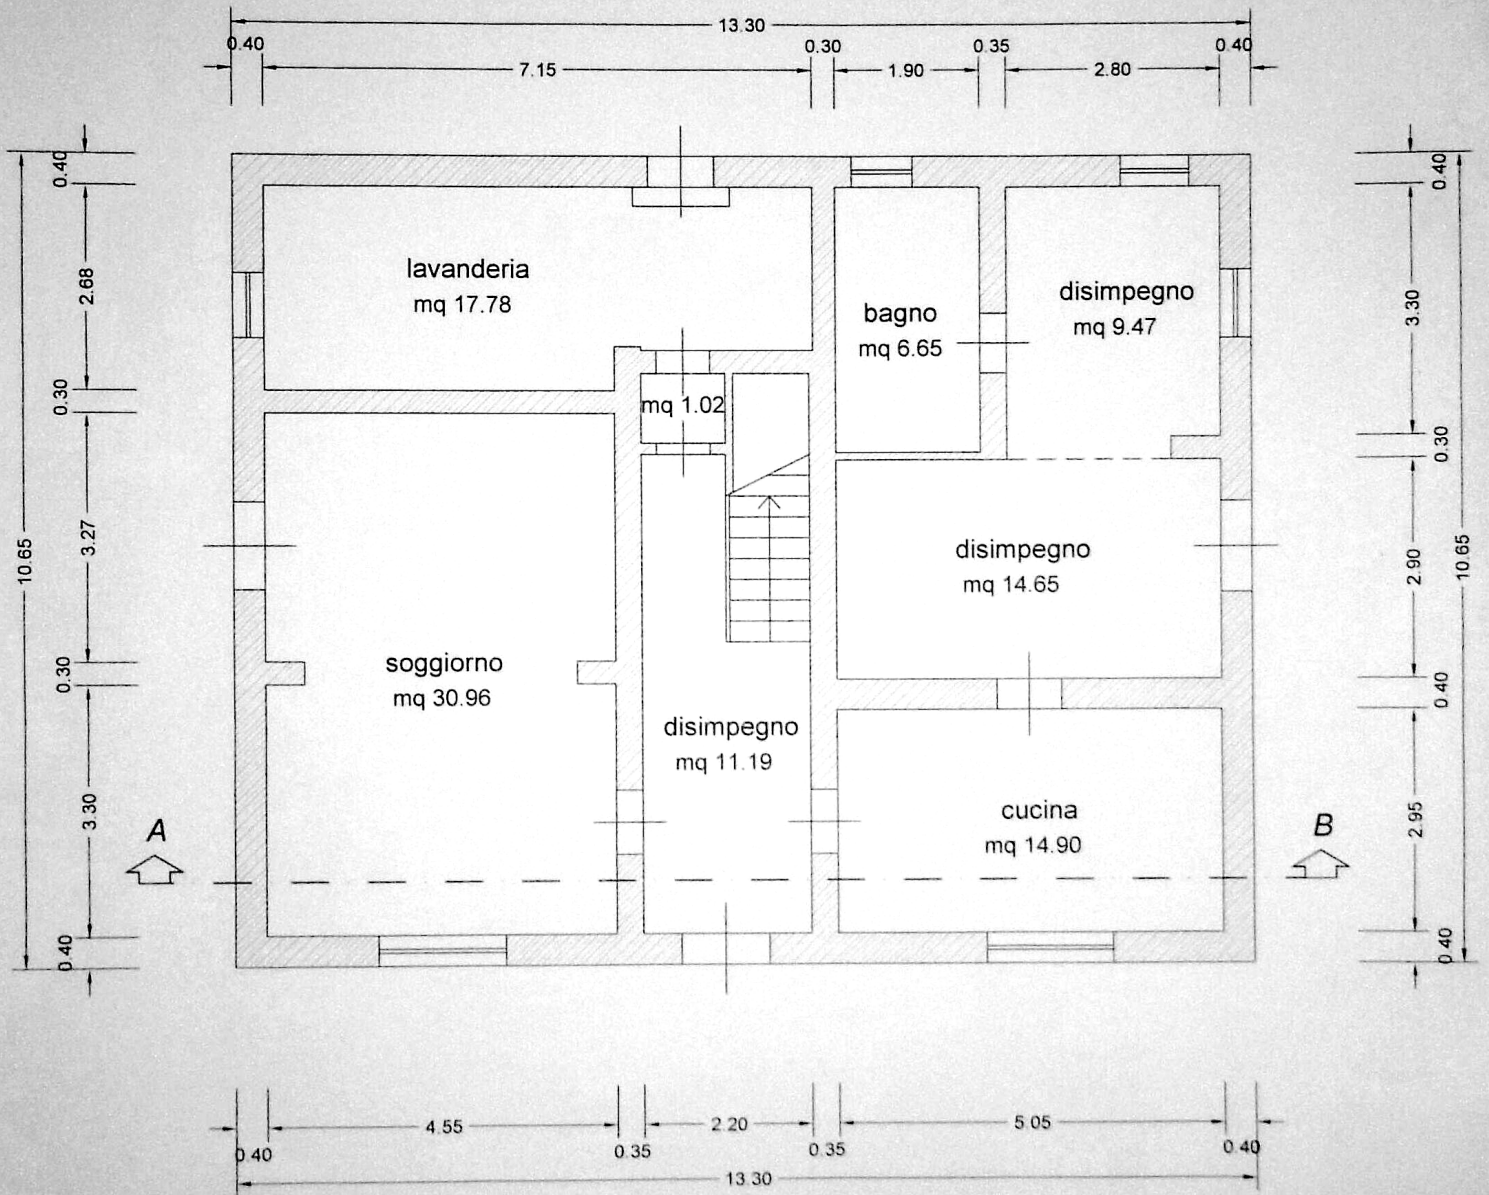 13.30
0.40 0.30 0.35 0.40
7.15 1.90 2.80
0.40 0.40
lavanderia
mq 17.78
2.68
disimpegno
mq 9.47
bagno
mq 6.65
3.30
0.30
mq 1.02
0.30
10.65
3.27
disimpegno
mq 14.65
2.90
10.65
soggiorno
mq 30.96
0.30
0.40
disimpegno
mq 11.19
3.30
A
cucina
mq 14.90
2.95
B
0.40 0.40
4.55 2.20 5.05
0.40 0.35 0.35 0.40
13.30